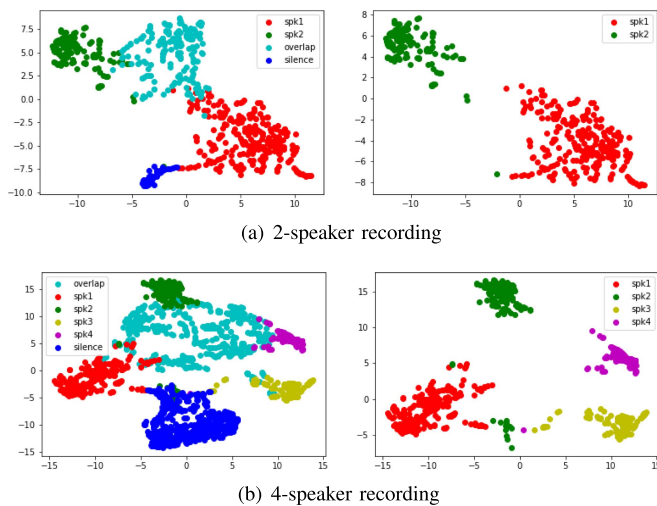 7.5
5.0
2.5
0.0
−2.5
−5.0
−7.5
−10.0
−10
−5
0
5
10
spk1
spk2
overlap
silence
8
6
4
2
0
−2
−4
−6
−8
−10
−5
0
5
10
spk1
spk2
(a) 2-speaker recording
15
10
5
0
−5
−10
−15
−15
−10
−5
0
5
10
15
overlap
spk1
spk2
spk3
spk4
silence
15
10
5
0
−5
−15
−10
−5
0
5
10
15
spk1
spk2
spk3
spk4
(b) 4-speaker recording